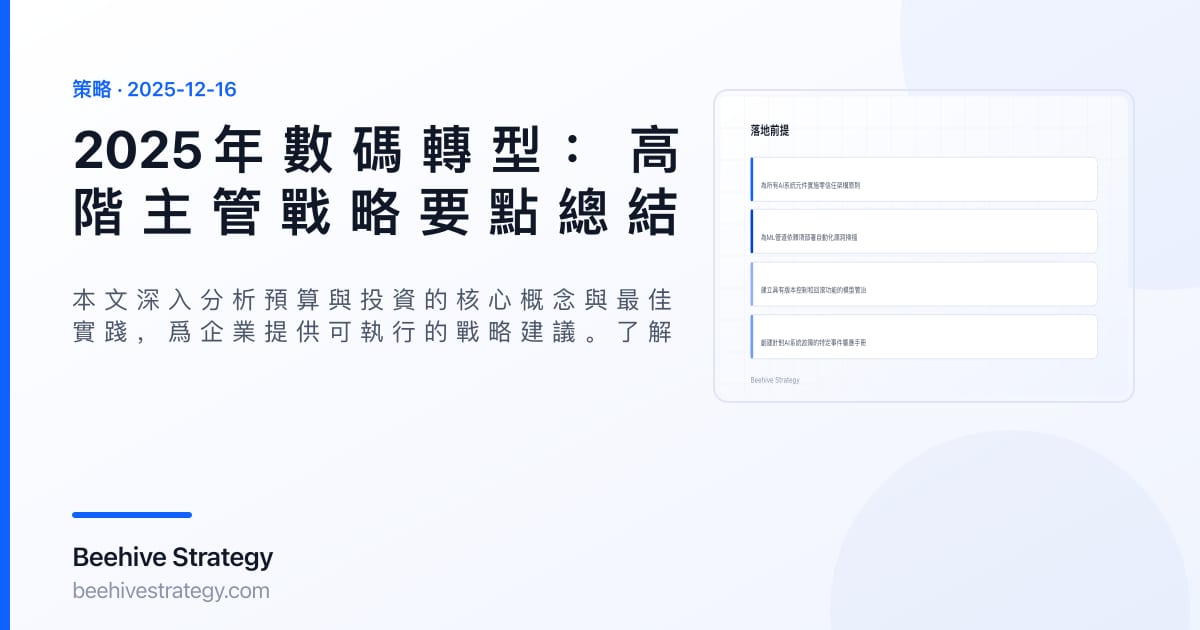 策略 · 2025-12-16
2025年數碼轉型：高
階主管戰略要點總結
本文深入分析預算與投資的核心概念與最佳
實踐，爲企業提供可執行的戰略建議。了解
落地前提
為所有AI系統元件實施零信任架構原則
為ML管道依賴項部署自動化漏洞掃描
建立具有版本控制和回滾功能的模型管治
創建針對AI系統故障的特定事件響應手冊
Beehive Strategy
Beehive Strategy
beehivestrategy.com